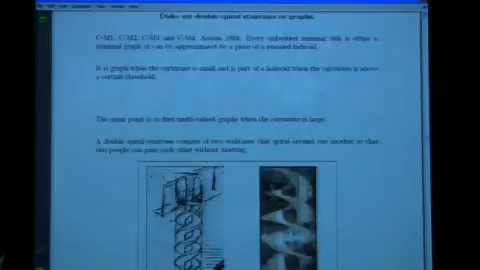 Disks are double spiral staircases or graphs.
C-M1, C-M2, C-M3 and C-M4. Annals 2004. Every embedded minimal disk is either a
minimal graph or can be approximated by a piece of a rescaled helicoid.
It is graph when the curvature is small and is part of a helicoid when the curvature is above
a certain threshold.
The main point is to find multi-valued graphs when the curvature is large.
A double spiral staircase consists of two staircases that spiral around one another so that
two people can pass each other without meeting.